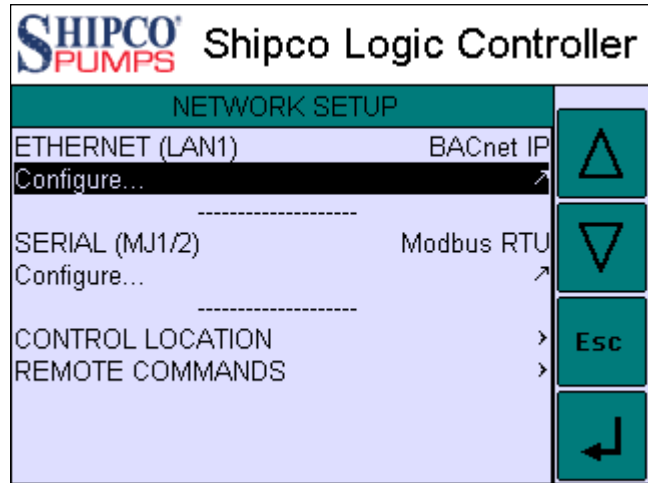 SHIPCO®
PUMPS
Shipco Logic Controller
NETWORK SETUP
ETHERNET (LAN1) BACnet IP
Configure...
--------------------
SERIAL (MJ1/2) Modbus RTU
Configure...
--------------------
CONTROL LOCATION >
REMOTE COMMANDS >
Esc